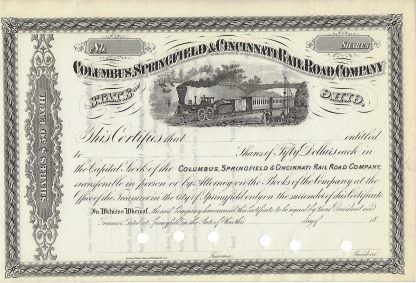 No. SHARES
COLUMBUS, SPRINGFIELD & CINCINNATI RAIL ROAD COMPANY
STATE OHIO.
SHARES $50 EACH
This Certifies that entitled
to Shares of Fifty Dollars each in
the Capital Stock of the COLUMBUS, SPRINGFIELD & CINCINNATI RAIL ROAD COMPANY,
transferable in person or by Attorney on the Books of the Company at the
Office of the Treasurer in the City of Springfield only on the surrender of this Certificate
In Witness Whereof, the said Company have caused this Certificate to be signed by their President and
Treasurer. Dated at Springfield in the State of Ohio this day of 18
Treasurer. President.